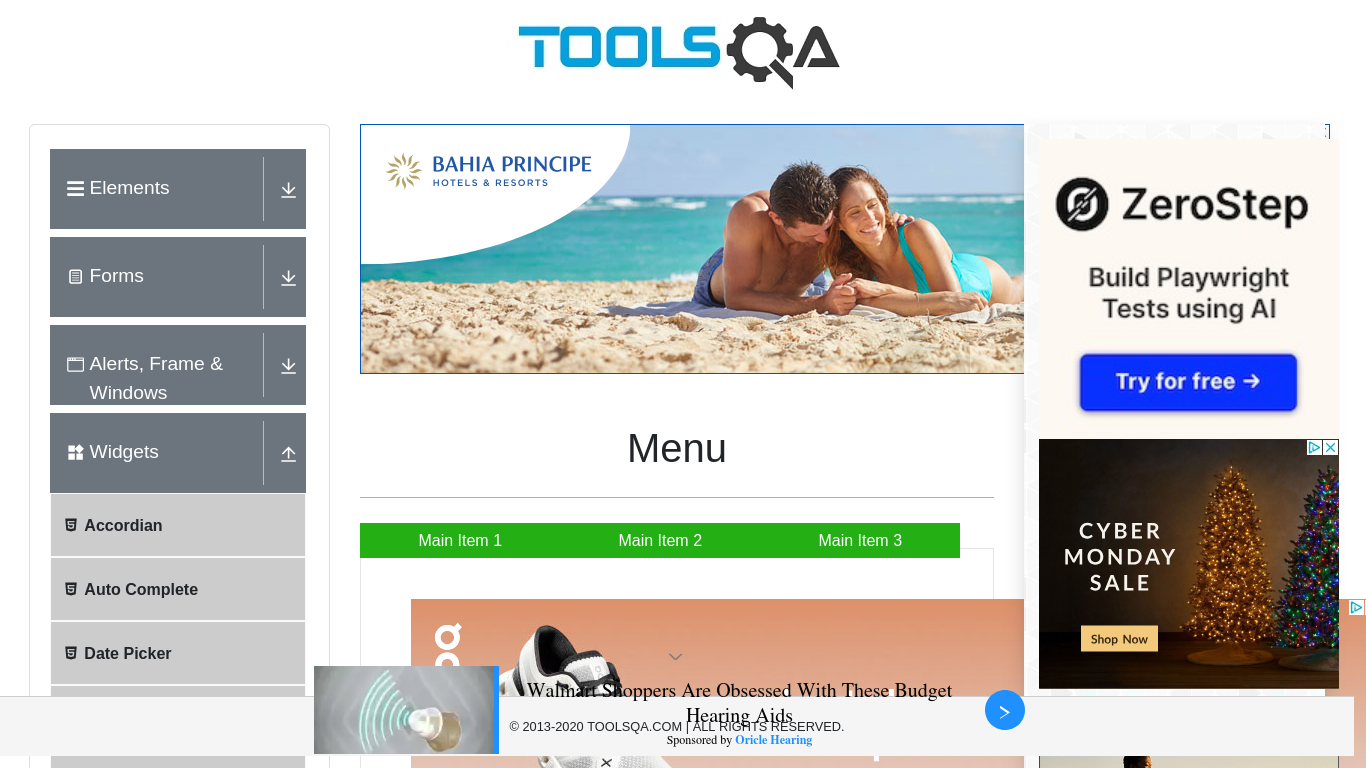 TOOLSQA
Elements
Forms
Alerts, Frame &
Windows
Widgets
Accordian
Auto Complete
Date Picker
BAHIA PRINCIPE
HOTELS & RESORTS
Menu
Main Item 1
Main Item 2
Main Item 3
ZeroStep
Build Playwright
Tests using AI
Try for free →
CYBER
MONDAY
SALE
Shop Now
Walmart Shoppers Are Obsessed With These Budget
Hearing Aids
© 2013-2020 TOOLSQA.COM | ALL RIGHTS RESERVED.
Sponsored by Oricle Hearing